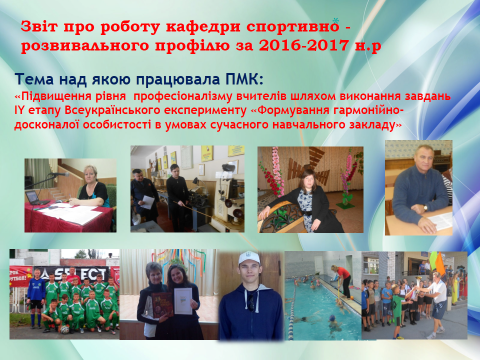 Звіт про роботу кафедри спортивно -
розвивального профілю за 2016-2017 н.р
Тема над якою працювала ПМК:
«Підвищення рівня професіоналізму вчителів шляхом виконання завдань
ІY етапу Всеукраїнського експерименту «Формування гармонійно-
досконалої особистості в умовах сучасного навчального закладу»
SELECT